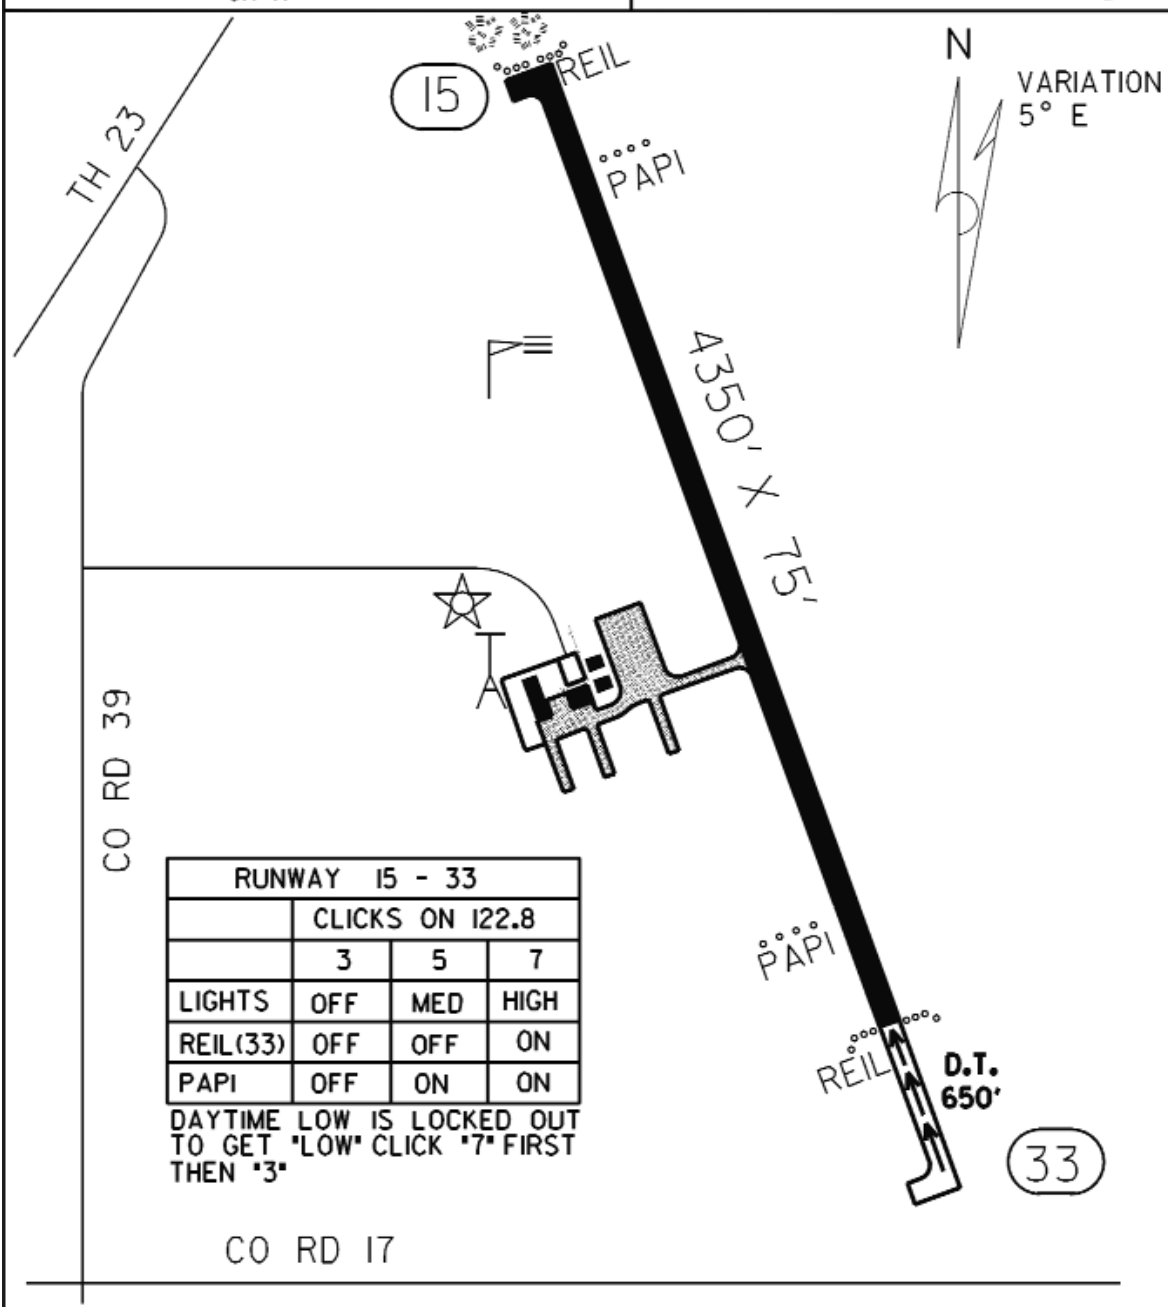 N
VARIATION
5° E
15
REIL
PAPI
TH 23
4350' X 75'
CO RD 39
RUNWAY 15 - 33
CLICKS ON 122.8
3 5 7
LIGHTS OFF MED HIGH
REIL(33) OFF OFF ON
PAPI OFF ON ON
DAYTIME LOW IS LOCKED OUT
TO GET "LOW" CLICK "7" FIRST
THEN "3"
PAPI
REIL
D.T.
650'
33
CO RD 17